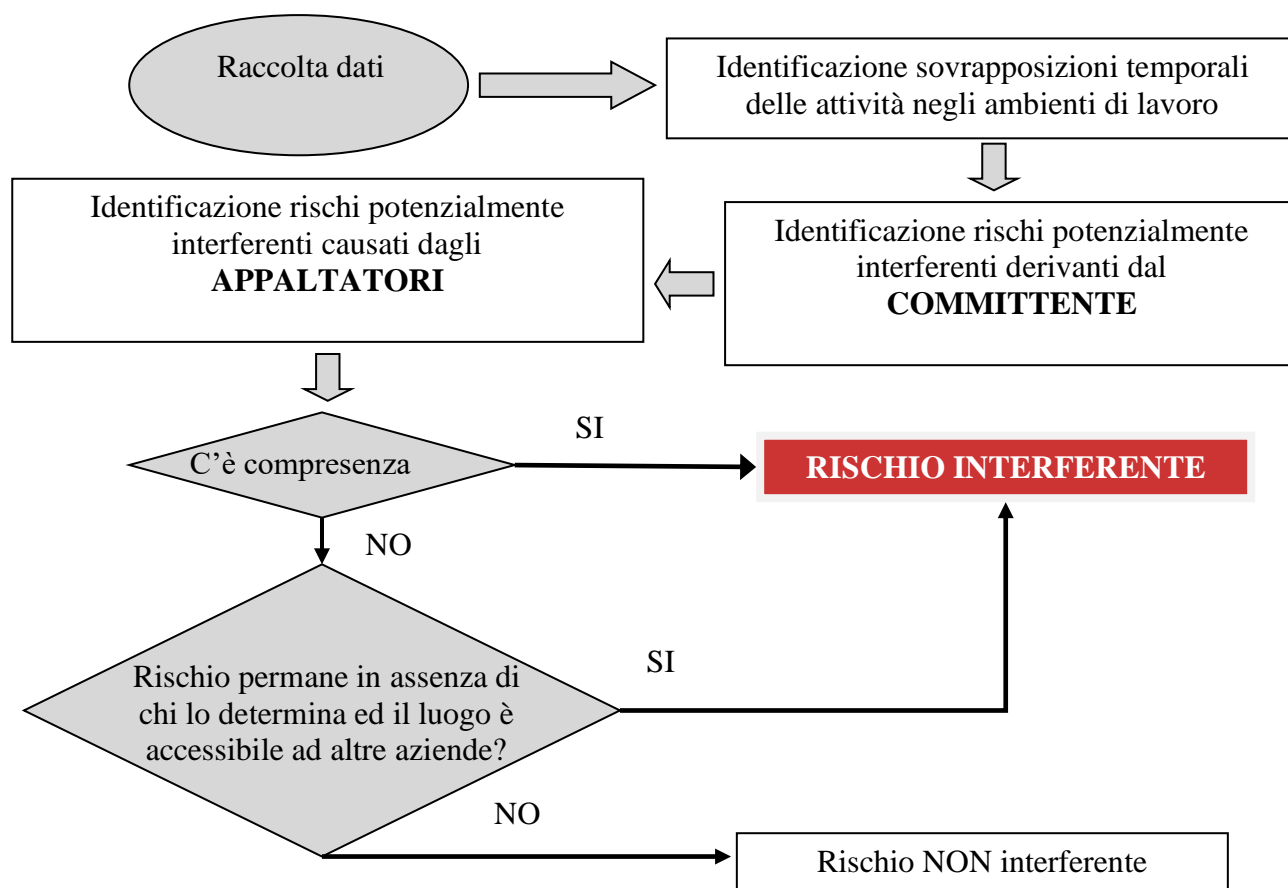 Raccolta dati
Identificazione sovrapposizioni temporali
delle attività negli ambienti di lavoro
Identificazione rischi potenzialmente
interferenti derivanti dal
COMMITTENTE
Identificazione rischi potenzialmente
interferenti causati dagli
APPALTATORI
C’è compresenza
SI
RISCHIO INTERFERENTE
NO
Rischio permane in assenza di
chi lo determina ed il luogo è
accessibile ad altre aziende?
SI
NO
Rischio NON interferente